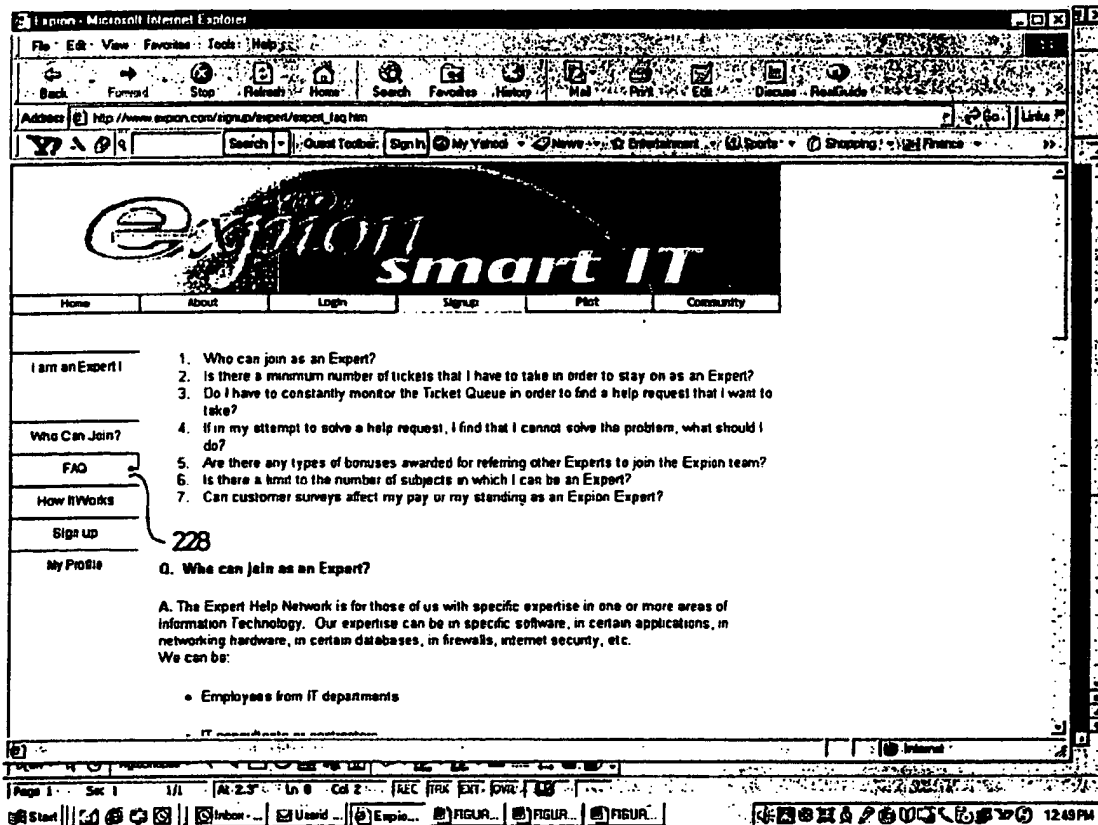 Expion - Microsoft Internet Explorer
File Edit View Favorites Tools Help
Back Forward Stop Refresh Home Search Favorites History Mail Print Edit Discuss RealGuide
Address http://www.expion.com/signup/expert/expert_faq.htm Go Links
Y? Search Guest Toolbar: Sign In My Yahoo News Entertainment Sports Shopping Finance
expion
smart IT
Home About Login Signup Pilot Community
I am an Expert !
1. Who can join as an Expert?
2. Is there a minimum number of tickets that I have to take in order to stay on as an Expert?
3. Do I have to constantly monitor the Ticket Queue in order to find a help request that I want to
take?
Who Can Join?
4. If in my attempt to solve a help request, I find that I cannot solve the problem, what should I
do?
FAQ
5. Are there any types of bonuses awarded for referring other Experts to join the Expion team?
6. Is there a limit to the number of subjects in which I can be an Expert?
How It Works
7. Can customer surveys affect my pay or my standing as an Expion Expert?
Sign up
228
My Profile
Q. Who can join as an Expert?
A. The Expert Help Network is for those of us with specific expertise in one or more areas of
Information Technology. Our expertise can be in specific software, in certain applications, in
networking hardware, in certain databases, in firewalls, internet security, etc.
We can be:
• Employees from IT departments
• IT consultants or contractors
Internet
Page 1 Sec 1 1/1 At 2.3" Ln 8 Col 2 REC TRK EXT OVR
Start Inbox -... Userid ... Expio... FIGUR... FIGUR... FIGUR... 12:49 PM